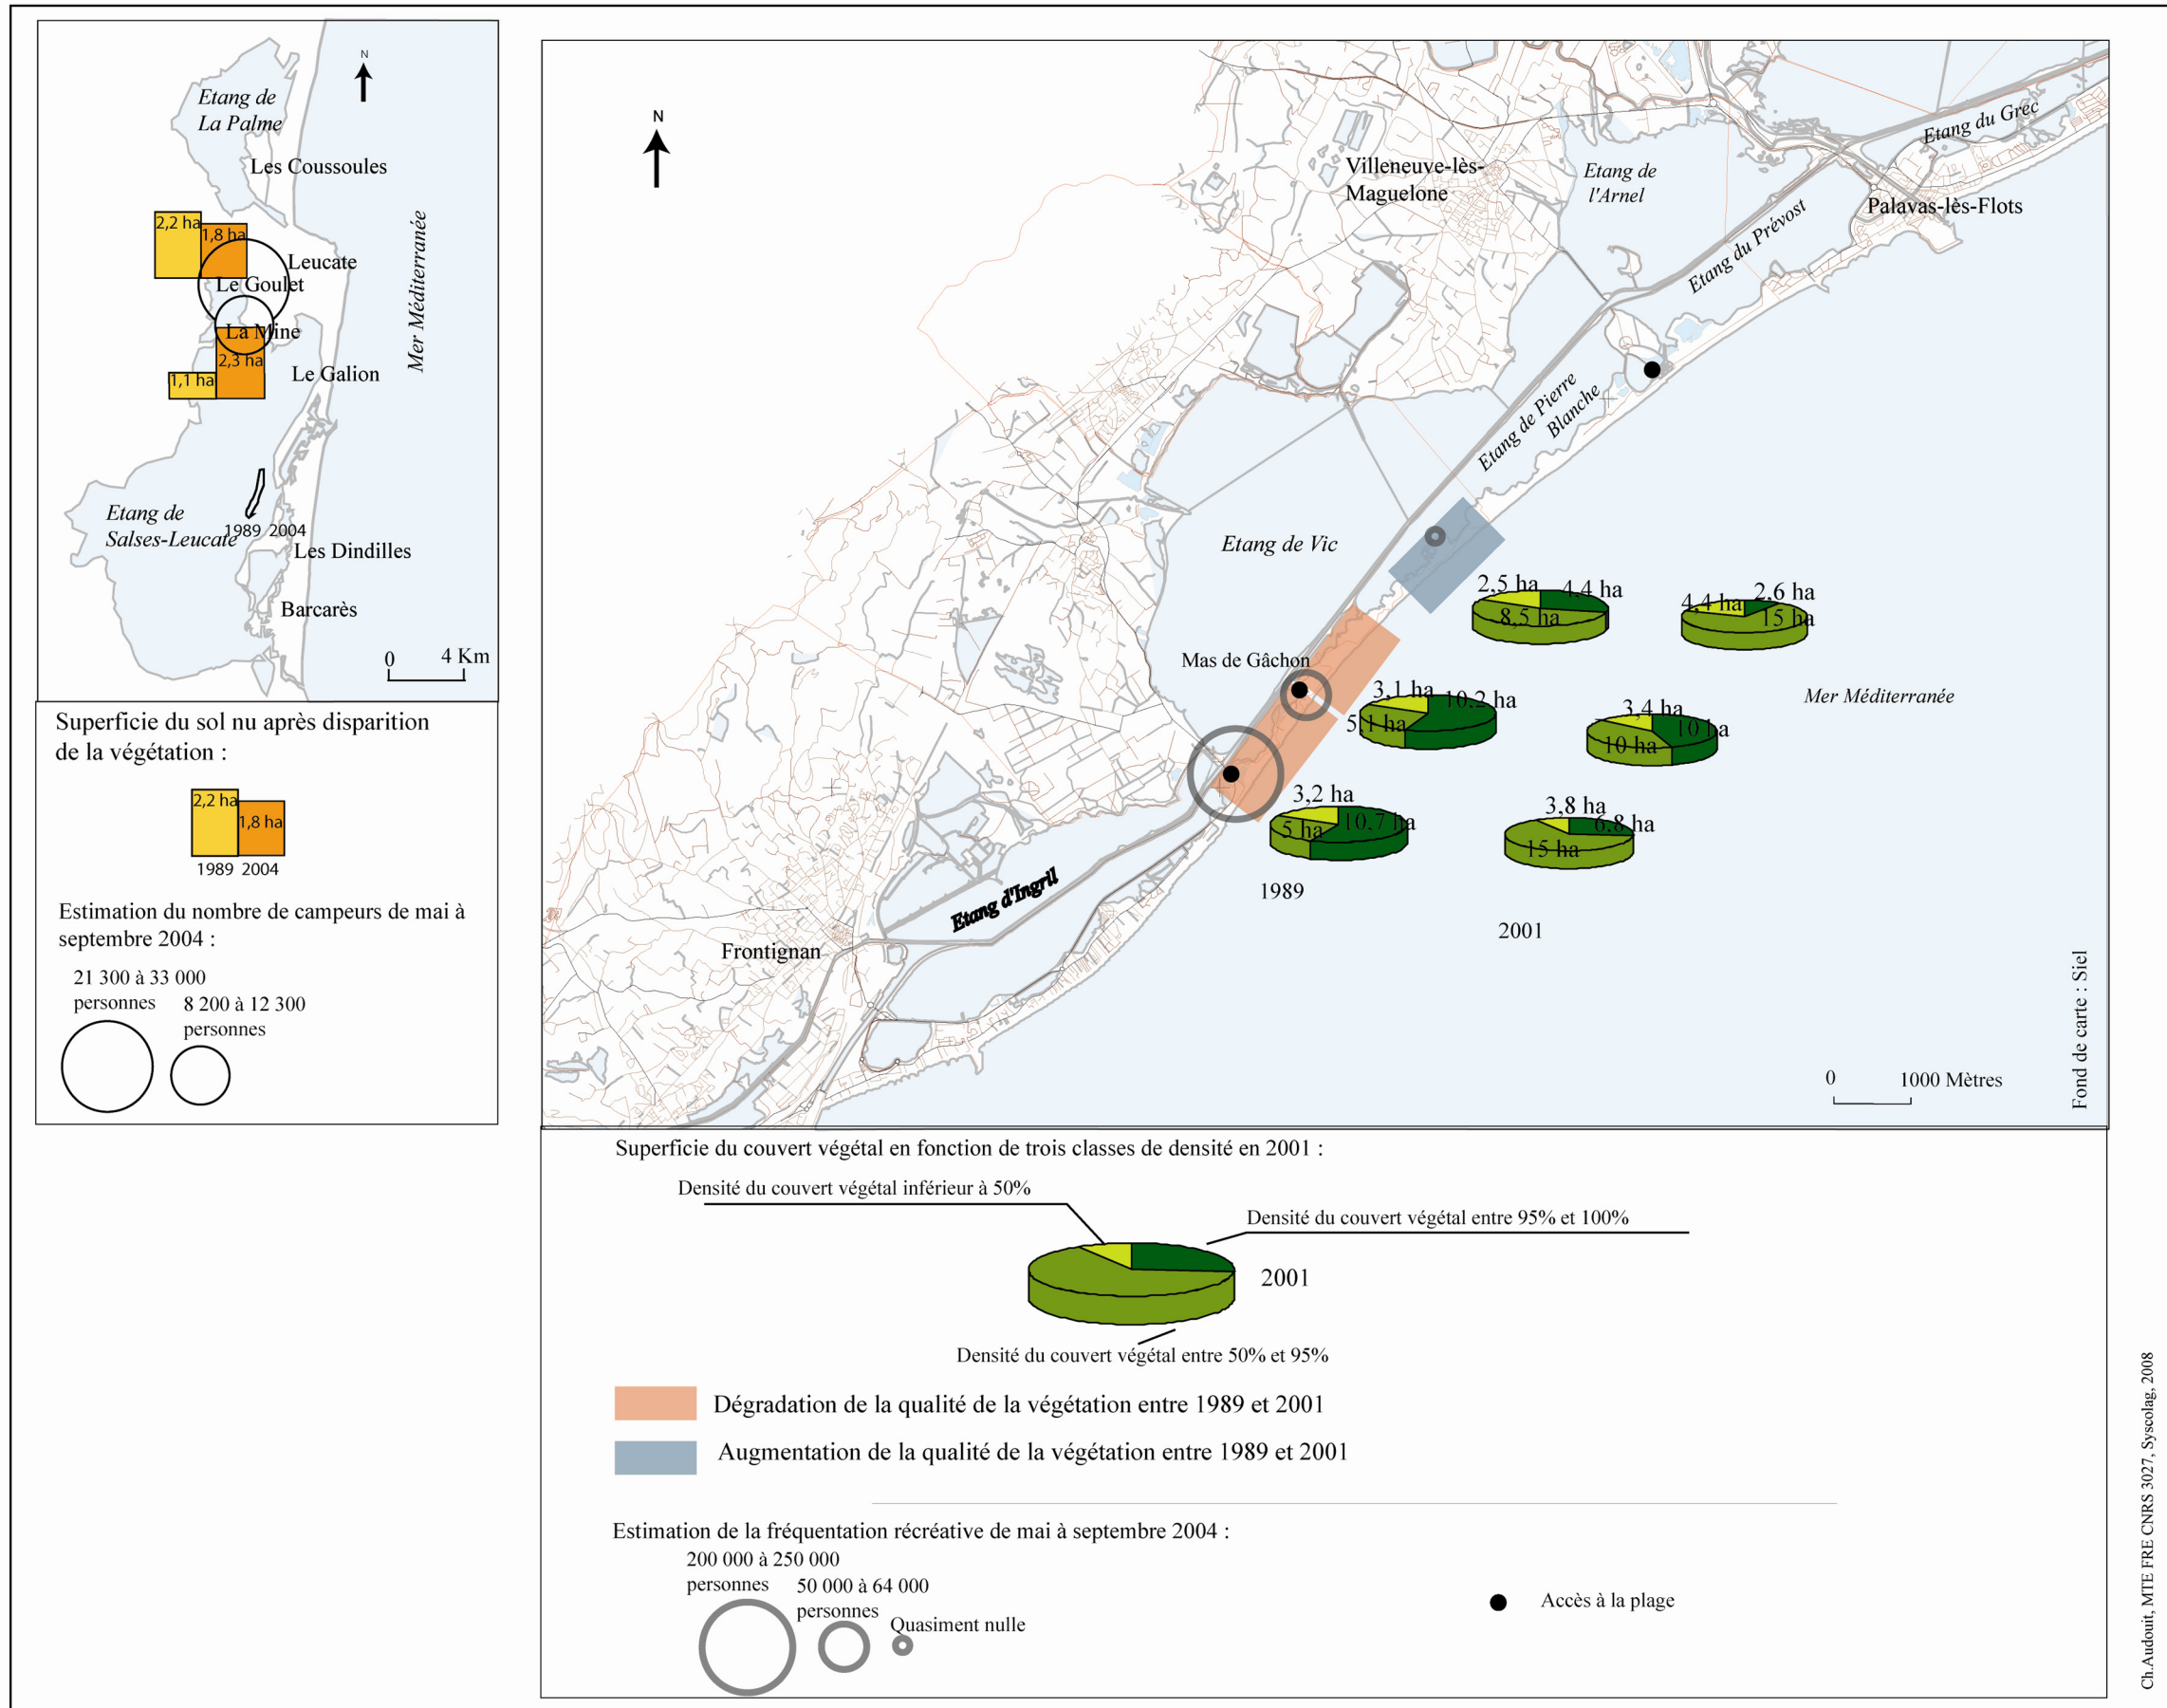 N
Etang de
La Palme
Les Coussoules
2,2 ha
1,8 ha
Leucate
Le Goulet
La Mine
2,3 ha
1,1 ha
Le Galion
Mer Méditerranée
Etang de
Salses-Leucate
1989 2004
Les Dindilles
Barcarès
0 4 Km
Superficie du sol nu après disparition
de la végétation :
2,2 ha
1,8 ha
1989 2004
Estimation du nombre de campeurs de mai à
septembre 2004 :
21 300 à 33 000
personnes
8 200 à 12 300
personnes
N
Villeneuve-lès-
Maguelone
Etang de
l'Arnel
Etang du Grec
Palavas-lès-Flots
Etang du Prévost
Etang de Pierre
Blanche
Etang de Vic
2,5 ha
4,4 ha
8,5 ha
4,4 ha
2,6 ha
15 ha
Mas de Gâchon
3,1 ha
10,2 ha
5,1 ha
3,4 ha
10 ha
10 ha
Mer Méditerranée
3,2 ha
5 ha
10,7 ha
3,8 ha
6,8 ha
15 ha
1989
2001
Etang d'Ingril
Frontignan
0 1000 Mètres
Fond de carte : Siel
Superficie du couvert végétal en fonction de trois classes de densité en 2001 :
Densité du couvert végétal inférieur à 50%
Densité du couvert végétal entre 95% et 100%
2001
Densité du couvert végétal entre 50% et 95%
Dégradation de la qualité de la végétation entre 1989 et 2001
Augmentation de la qualité de la végétation entre 1989 et 2001
Estimation de la fréquentation récréative de mai à septembre 2004 :
200 000 à 250 000
personnes
50 000 à 64 000
personnes
Quasiment nulle
Accès à la plage
Ch.Audouit, MTE FRE CNRS 3027, Syscolag, 2008